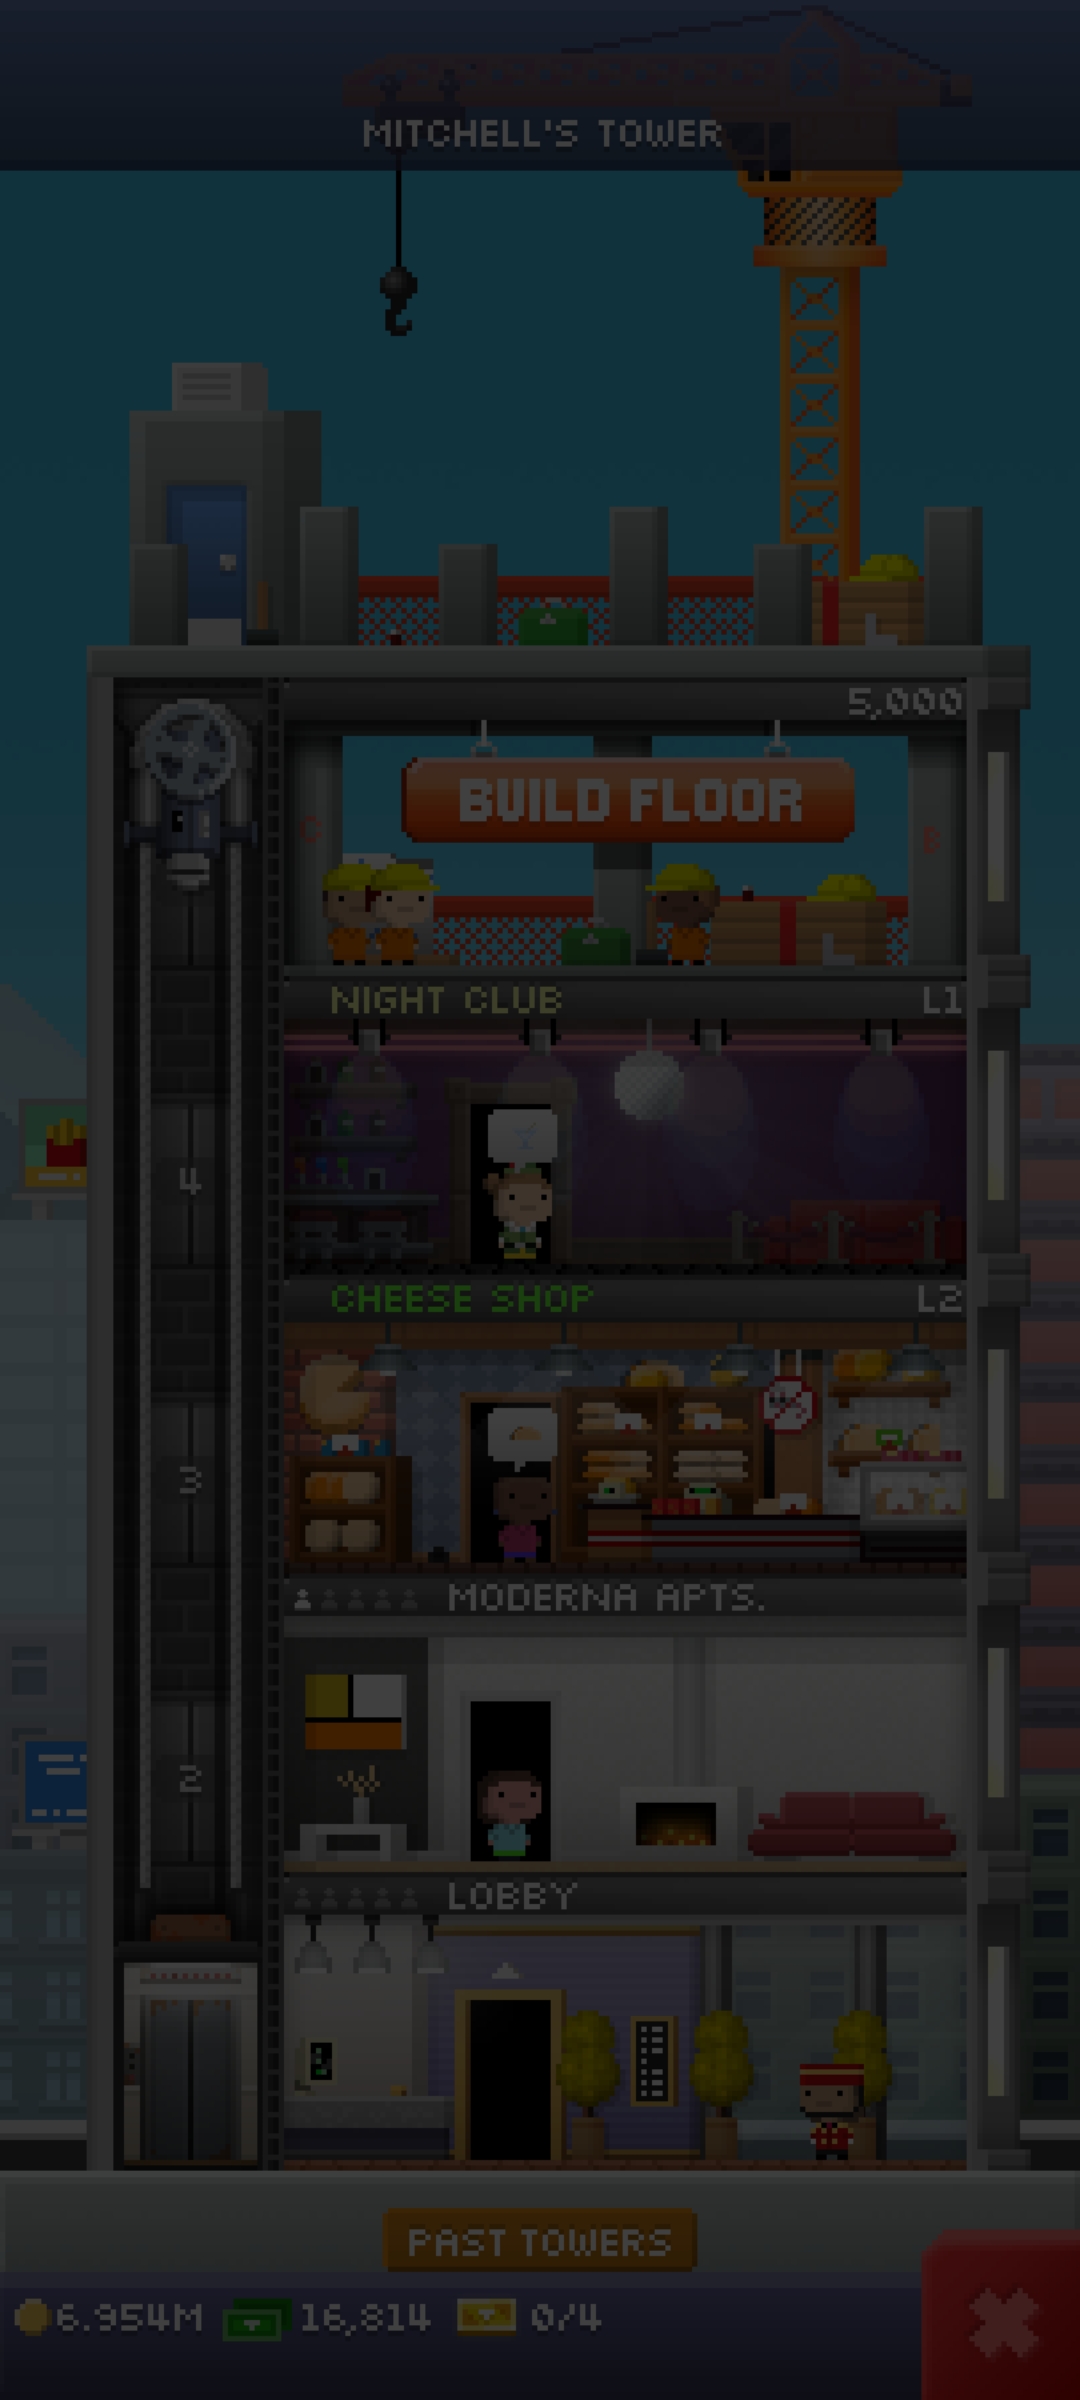 MITCHELL'S TOWER
5,000
BUILD FLOOR
C
B
NIGHT CLUB L1
4
CHEESE SHOP L2
3
MODERNA APTS.
2
LOBBY
PAST TOWERS
6.954M 16,814 0/4